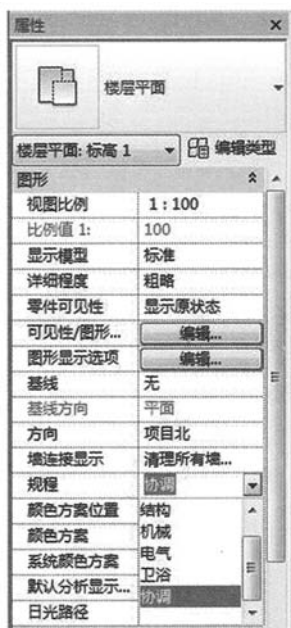 属性
楼层平面
楼层平面: 标高 1 编辑类型
图形
视图比例 1 : 100
比例值 1: 100
显示模型 标准
详细程度 粗略
零件可见性 显示原状态
可见性/图形... 编辑...
图形显示选项 编辑...
基线 无
基线方向 平面
方向 项目北
墙连接显示 清理所有墙...
规程 协调
颜色方案位置 结构
颜色方案 机械
系统颜色方案 电气
默认分析显示... 卫浴
日光路径 协调